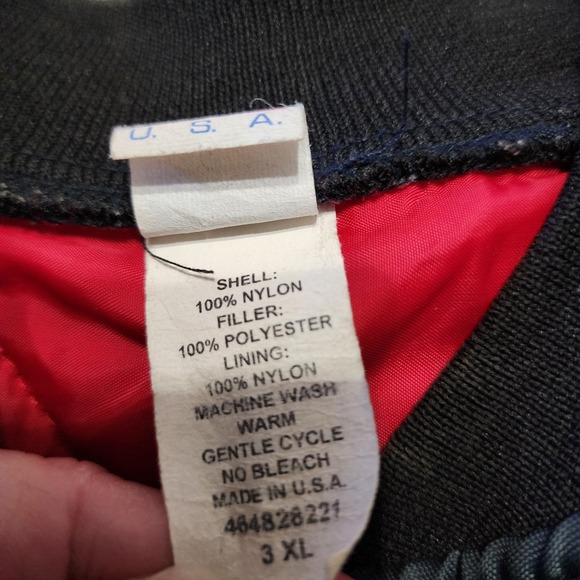 U. S. A.
SHELL:
100% NYLON
FILLER:
100% POLYESTER
LINING:
100% NYLON
MACHINE WASH
WARM
GENTLE CYCLE
NO BLEACH
MADE IN U.S.A.
464828221
3 XL